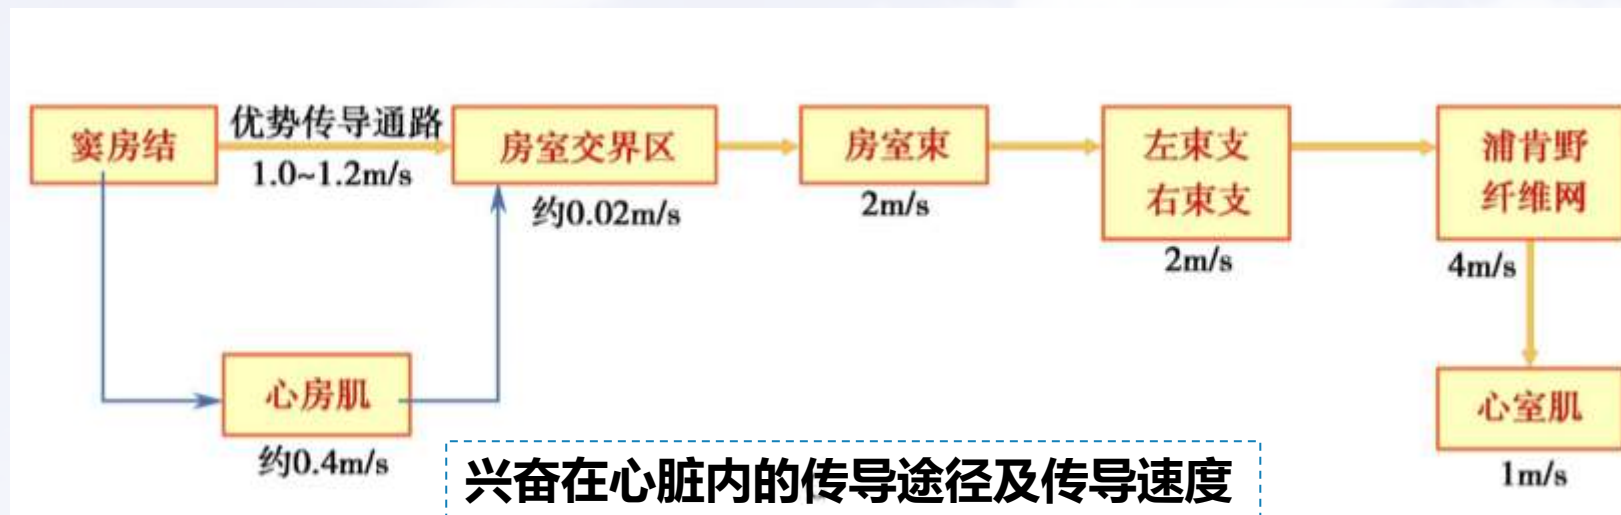 窦房结
优势传导通路
1.0~1.2m/s
房室交界区
约0.02m/s
房室束
2m/s
左束支
右束支
2m/s
浦肯野
纤维网
4m/s
心房肌
约0.4m/s
心室肌
1m/s
兴奋在心脏内的传导途径及传导速度